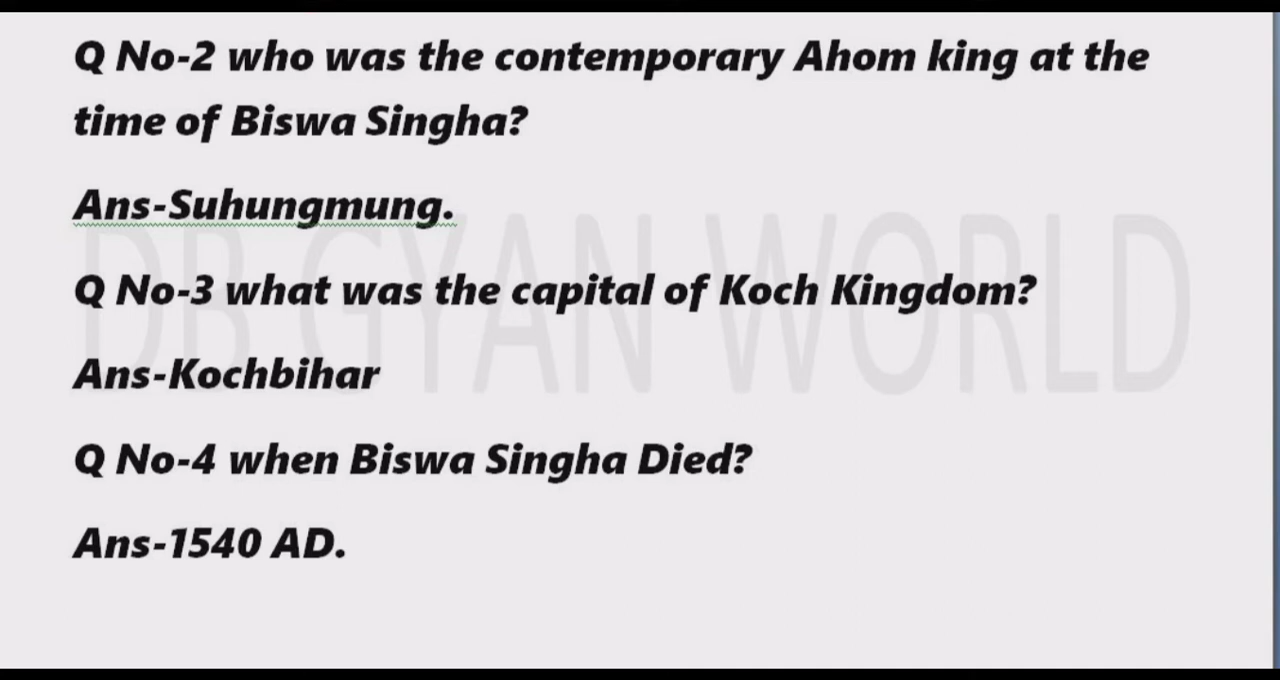 Q No-2 who was the contemporary Ahom king at the
time of Biswa Singha?
Ans-Suhungmung.
DB GYAN WORLD
Q No-3 what was the capital of Koch Kingdom?
Ans-Kochbihar
Q No-4 when Biswa Singha Died?
Ans-1540 AD.